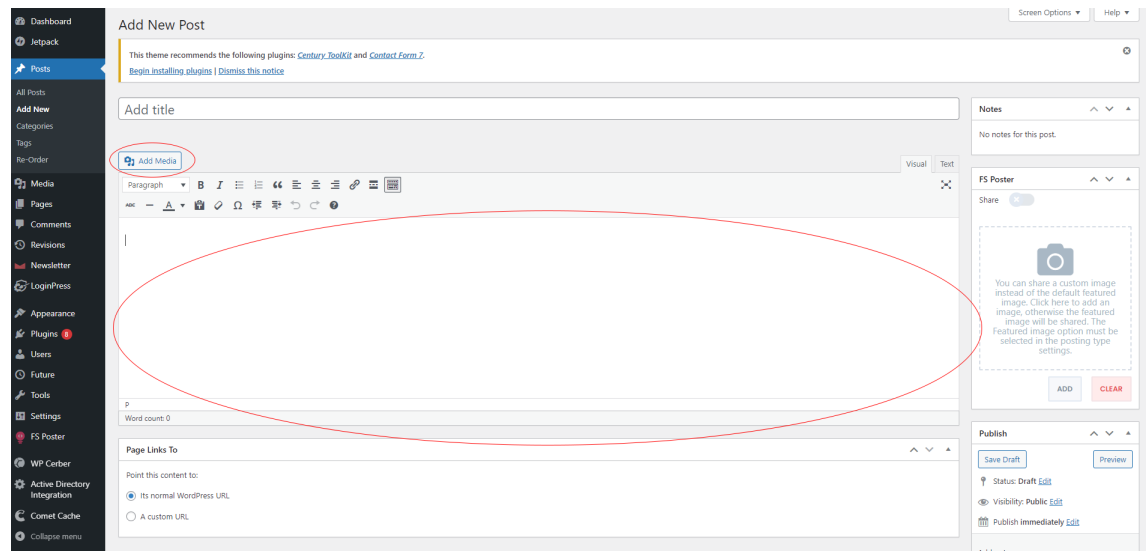 Dashboard
Jetpack
Posts
All Posts
Add New
Categories
Tags
Re-Order
Media
Pages
Comments
Revisions
Newsletter
LoginPress
Appearance
Plugins 8
Users
Future
Tools
Settings
FS Poster
WP Cerber
Active Directory
Integration
Comet Cache
Collapse menu
Screen Options
Help
Add New Post
This theme recommends the following plugins: Century ToolKit and Contact Form 7.
Begin installing plugins | Dismiss this notice
Add title
Add Media
Visual Text
Paragraph B I
ABC A Ω
P
Word count: 0
Page Links To
Point this content to:
Its normal WordPress URL
A custom URL
Notes
No notes for this post.
FS Poster
Share
You can share a custom image
instead of the default featured
image. Click here to add an
image, otherwise the featured
image will be shared. The
Featured image option must be
selected in the posting type
settings.
ADD CLEAR
Publish
Save Draft Preview
Status: Draft Edit
Visibility: Public Edit
Publish immediately Edit